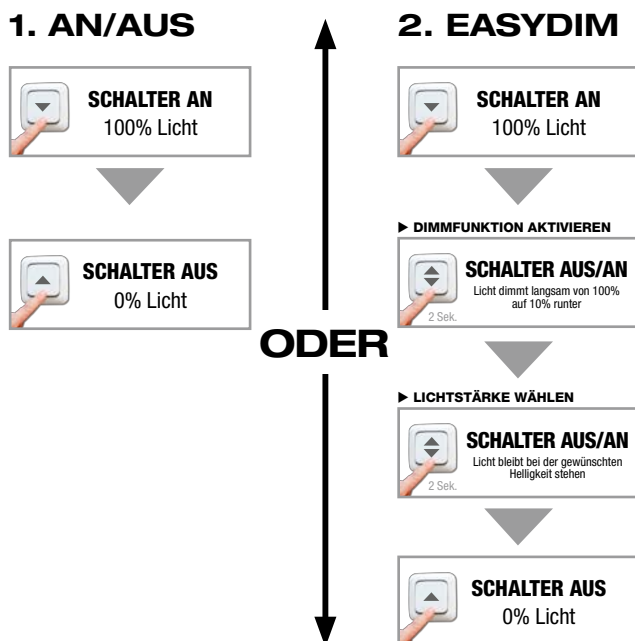 1. AN/AUS
SCHALTER AN
100% Licht
SCHALTER AUS
0% Licht
ODER
2. EASYDIM
SCHALTER AN
100% Licht
▶ DIMMFUNKTION AKTIVIEREN
SCHALTER AUS/AN
Licht dimmt langsam von 100%
auf 10% runter
2 Sek.
▶ LICHTSTÄRKE WÄHLEN
SCHALTER AUS/AN
Licht bleibt bei der gewünschten
Helligkeit stehen
2 Sek.
SCHALTER AUS
0% Licht